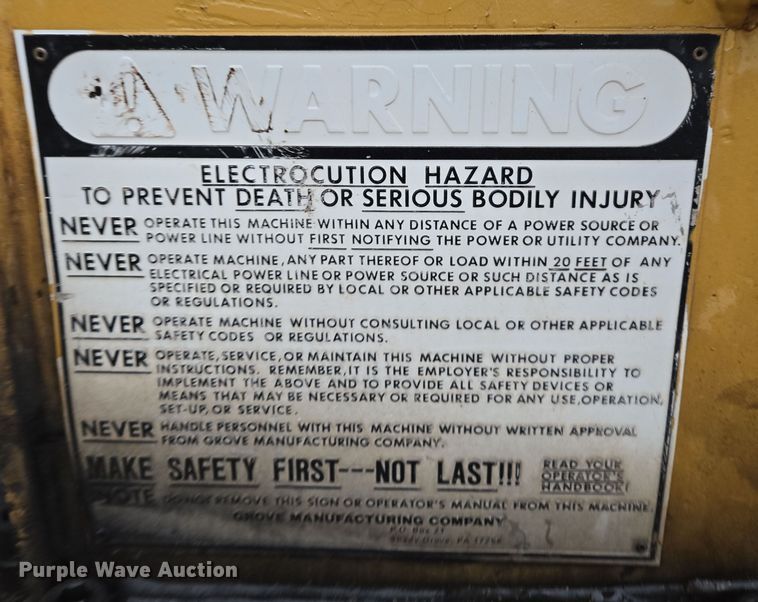 WARNING
ELECTROCUTION HAZARD
TO PREVENT DEATH OR SERIOUS BODILY INJURY
NEVER OPERATE THIS MACHINE WITHIN ANY DISTANCE OF A POWER SOURCE OR
POWER LINE WITHOUT FIRST NOTIFYING THE POWER OR UTILITY COMPANY.
NEVER OPERATE MACHINE, ANY PART THEREOF OR LOAD WITHIN 20 FEET OF ANY
ELECTRICAL POWER LINE OR POWER SOURCE OR SUCH DISTANCE AS IS
SPECIFIED OR REQUIRED BY LOCAL OR OTHER APPLICABLE SAFETY CODES
OR REGULATIONS.
NEVER OPERATE MACHINE WITHOUT CONSULTING LOCAL OR OTHER APPLICABLE
SAFETY CODES OR REGULATIONS.
NEVER OPERATE, SERVICE, OR MAINTAIN THIS MACHINE WITHOUT PROPER
INSTRUCTIONS. REMEMBER, IT IS THE EMPLOYER'S RESPONSIBILITY TO
IMPLEMENT THE ABOVE AND TO PROVIDE ALL SAFETY DEVICES OR
MEANS THAT MAY BE NECESSARY OR REQUIRED FOR ANY USE, OPERATION,
SET-UP, OR SERVICE.
NEVER HANDLE PERSONNEL WITH THIS MACHINE WITHOUT WRITTEN APPROVAL
FROM GROVE MANUFACTURING COMPANY.
MAKE SAFETY FIRST---NOT LAST!!! READ YOUR
OPERATOR'S
HANDBOOK!
NOTE DO NOT REMOVE THIS SIGN OR OPERATOR'S MANUAL FROM THIS MACHINE.
GROVE MANUFACTURING COMPANY
P.O. Box 21
Shady Grove, PA 17256
Purple Wave Auction